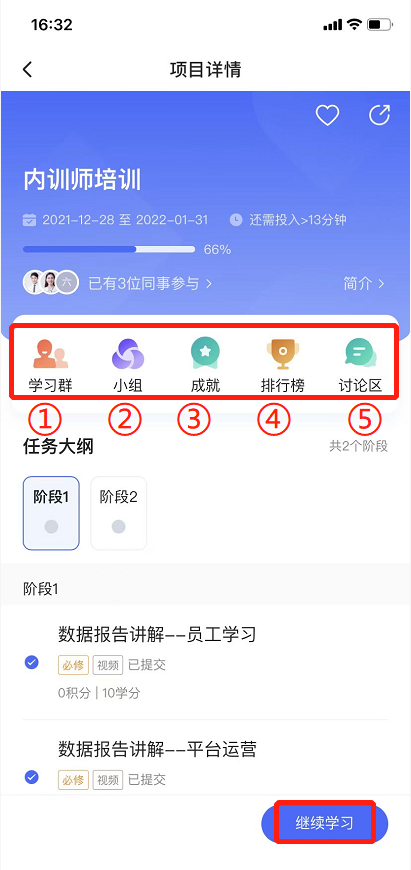 16:32
项目详情
内训师培训
2021-12-28 至 2022-01-31 还需投入>13分钟
66%
六 已有3位同事参与 > 简介 >
学习群 小组 成就 排行榜 讨论区
① ② ③ ④ ⑤
任务大纲 共2个阶段
阶段1 阶段2
阶段1
数据报告讲解--员工学习
必修 视频 已提交
0积分 | 10学分
数据报告讲解--平台运营
必修 视频 已提交
继续学习